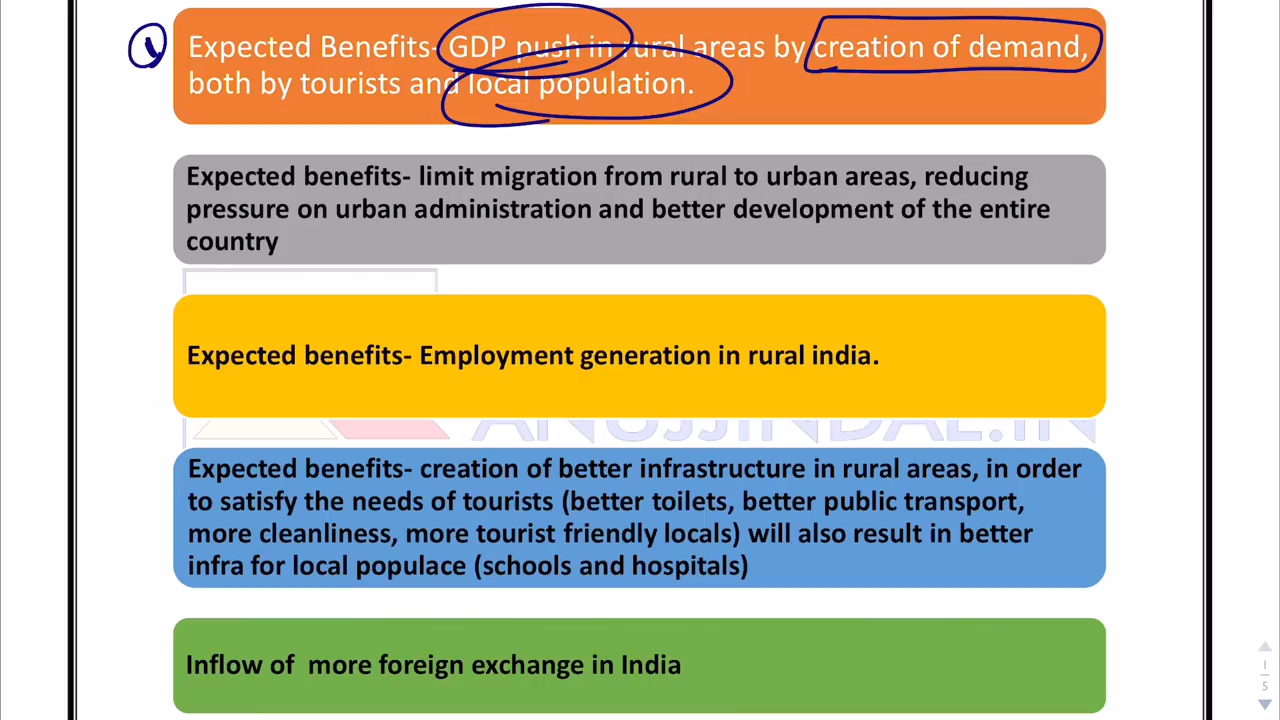 Expected Benefits- GDP push in rural areas by creation of demand,
both by tourists and local population.
Expected benefits- limit migration from rural to urban areas, reducing
pressure on urban administration and better development of the entire
country
Expected benefits- Employment generation in rural india.
ANUJJINDAL.IN
Expected benefits- creation of better infrastructure in rural areas, in order
to satisfy the needs of tourists (better toilets, better public transport,
more cleanliness, more tourist friendly locals) will also result in better
infra for local populace (schools and hospitals)
Inflow of  more foreign exchange in India
1
5